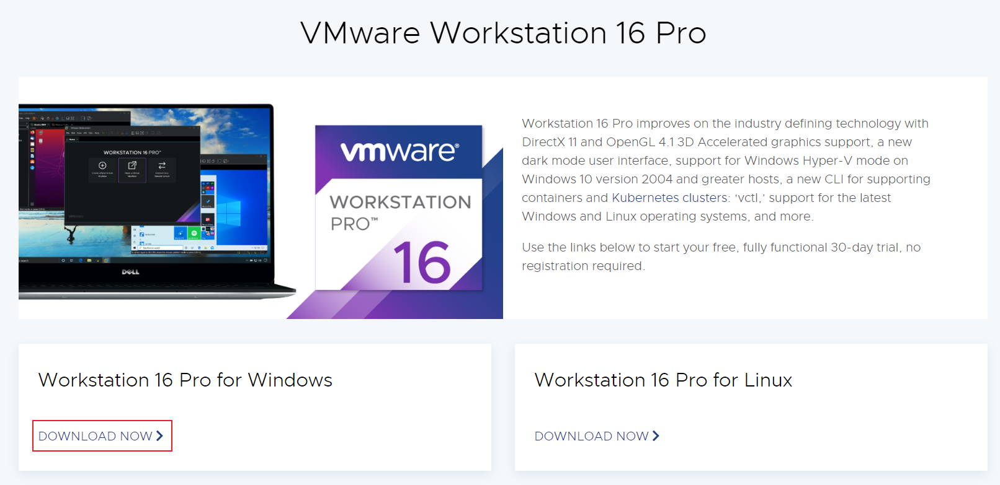 VMware Workstation 16 Pro
WORKSTATION 16 PRO™
DELL
vmware®
WORKSTATION
PRO™
16
Workstation 16 Pro improves on the industry defining technology with
DirectX 11 and OpenGL 4.1 3D Accelerated graphics support, a new
dark mode user interface, support for Windows Hyper-V mode on
Windows 10 version 2004 and greater hosts, a new CLI for supporting
containers and Kubernetes clusters: ‘vctl,’ support for the latest
Windows and Linux operating systems, and more.
Use the links below to start your free, fully functional 30-day trial, no
registration required.
Workstation 16 Pro for Windows
DOWNLOAD NOW
Workstation 16 Pro for Linux
DOWNLOAD NOW